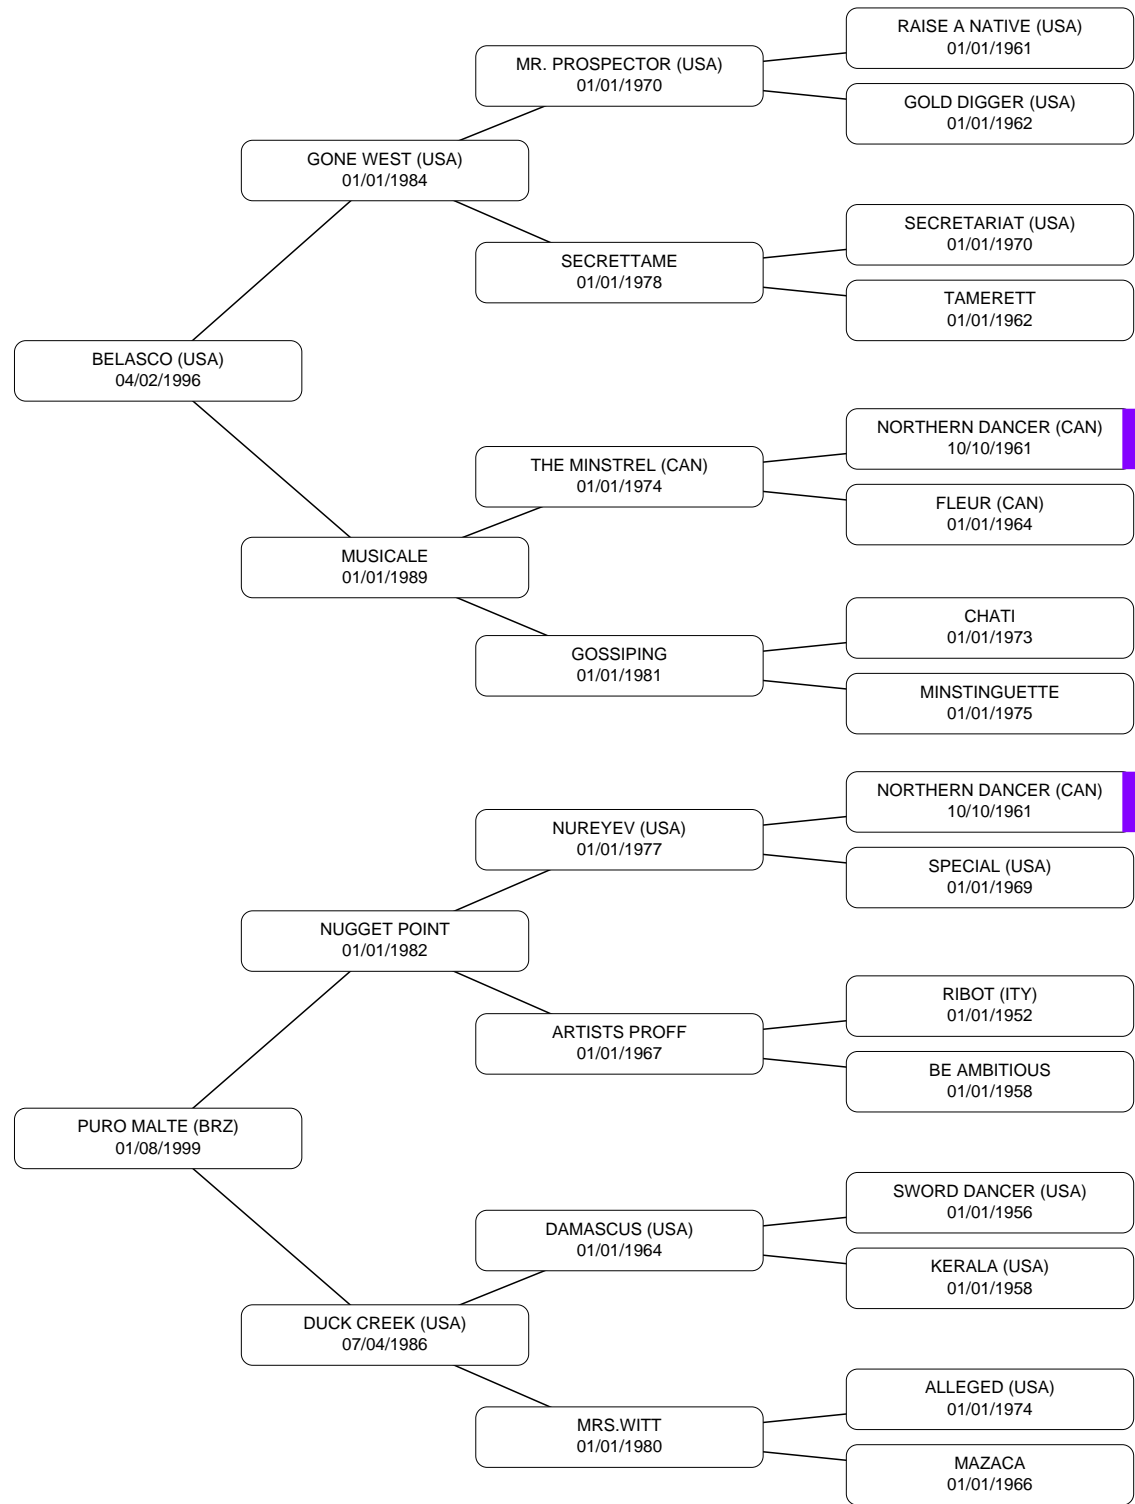 RAISE A NATIVE (USA)
01/01/1961
MR. PROSPECTOR (USA)
01/01/1970
GOLD DIGGER (USA)
01/01/1962
GONE WEST (USA)
01/01/1984
SECRETARIAT (USA)
01/01/1970
SECRETTAME
01/01/1978
TAMERETT
01/01/1962
BELASCO (USA)
04/02/1996
NORTHERN DANCER (CAN)
10/10/1961
THE MINSTREL (CAN)
01/01/1974
FLEUR (CAN)
01/01/1964
MUSICALE
01/01/1989
CHATI
01/01/1973
GOSSIPING
01/01/1981
MINSTINGUETTE
01/01/1975
NORTHERN DANCER (CAN)
10/10/1961
NUREYEV (USA)
01/01/1977
SPECIAL (USA)
01/01/1969
NUGGET POINT
01/01/1982
RIBOT (ITY)
01/01/1952
ARTISTS PROFF
01/01/1967
BE AMBITIOUS
01/01/1958
PURO MALTE (BRZ)
01/08/1999
SWORD DANCER (USA)
01/01/1956
DAMASCUS (USA)
01/01/1964
KERALA (USA)
01/01/1958
DUCK CREEK (USA)
07/04/1986
ALLEGED (USA)
01/01/1974
MRS.WITT
01/01/1980
MAZACA
01/01/1966